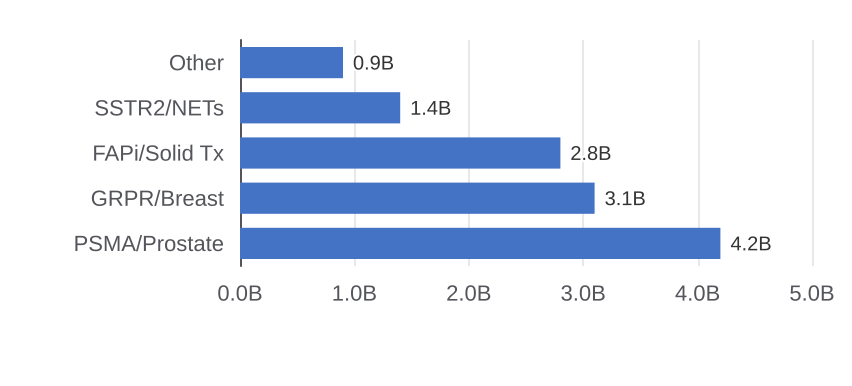 Other 0.9B
SSTR2/NETs 1.4B
FAPi/Solid Tx 2.8B
GRPR/Breast 3.1B
PSMA/Prostate 4.2B
0.0B 1.0B 2.0B 3.0B 4.0B 5.0B